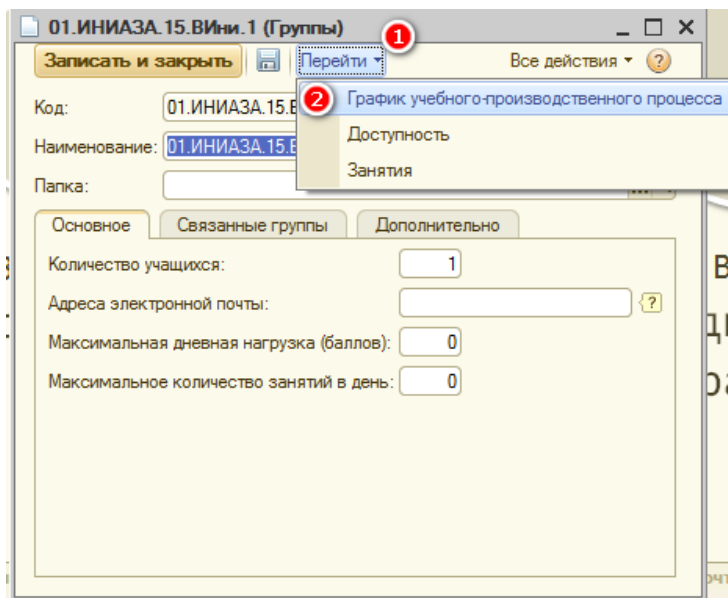 01.ИНИАЗА.15.ВИни.1 (Группы)
1
Записать и закрыть Перейти Все действия ?
Код: 01.ИНИАЗА.15.В
2 График учебного-производственного процесса
Наименование: 01.ИНИАЗА.15.В
Доступность
Занятия
Папка:
Основное Связанные группы Дополнительно
Количество учащихся: 1
Адреса электронной почты: ?
Максимальная дневная нагрузка (баллов): 0
Максимальное количество занятий в день: 0